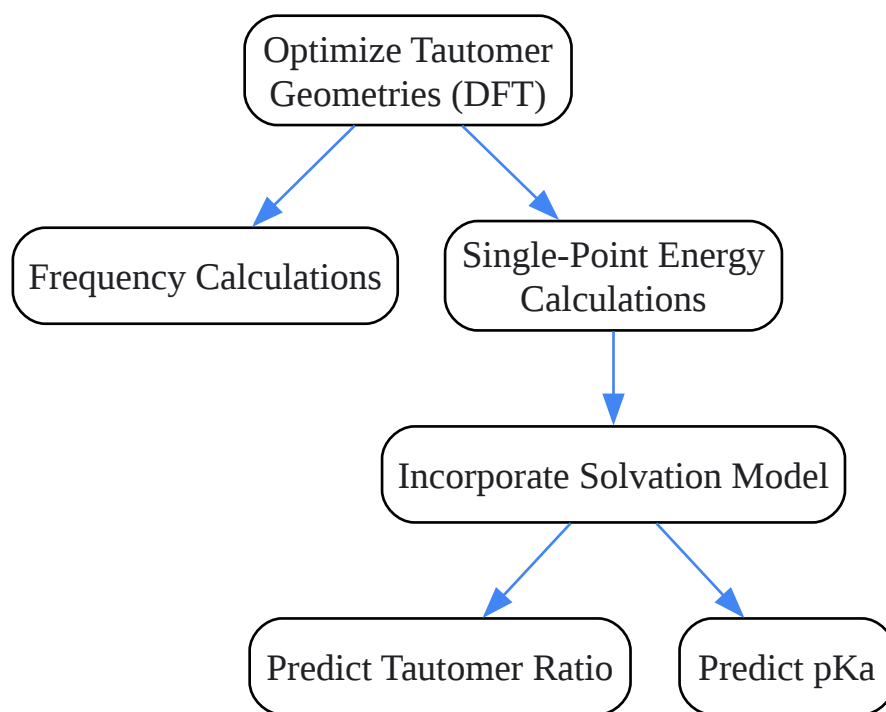 Optimize Tautomer
Geometries (DFT)
Frequency Calculations
Single-Point Energy
Calculations
Incorporate Solvation Model
Predict Tautomer Ratio
Predict pKa